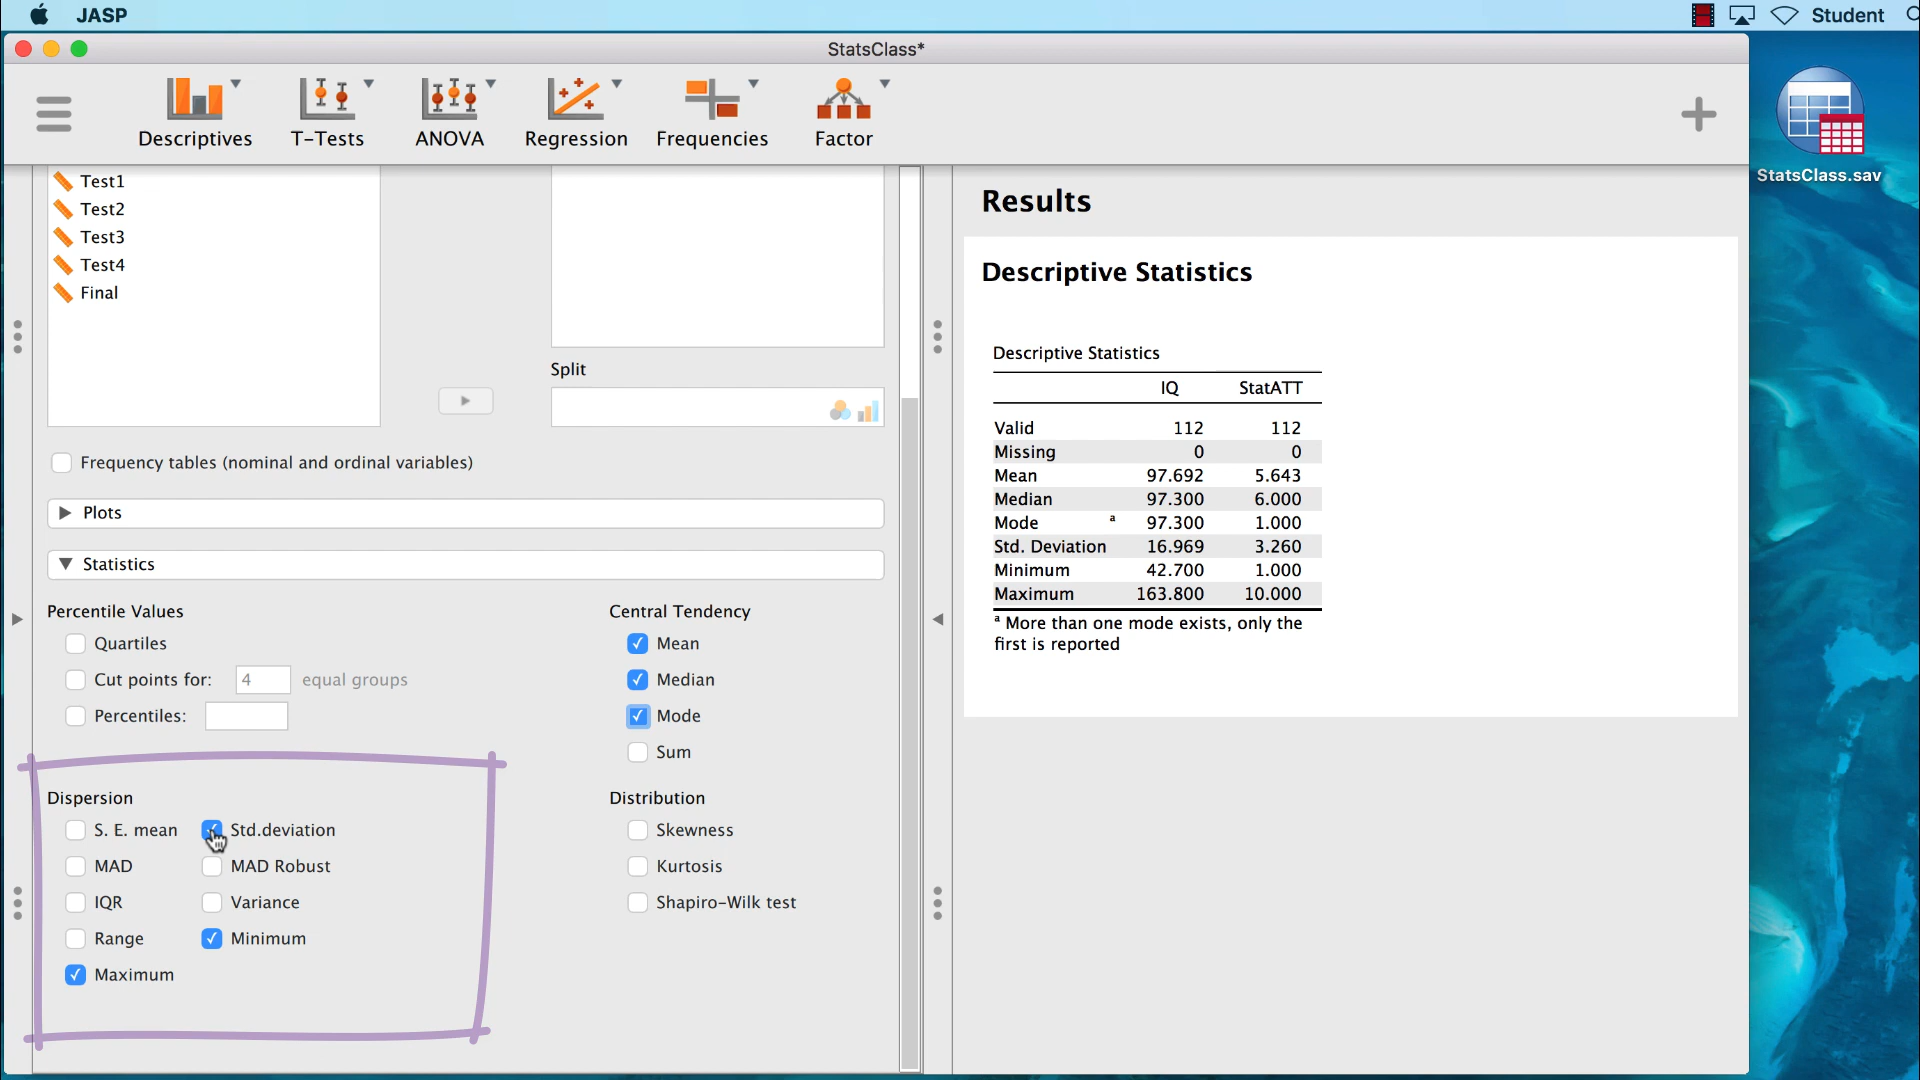 JASP
Student
StatsClass*
Descriptives T-Tests ANOVA Regression Frequencies Factor
StatsClass.sav
Test1
Test2
Test3
Test4
Final
Split
Frequency tables (nominal and ordinal variables)
Plots
Statistics
Percentile Values
Quartiles
Cut points for: 4 equal groups
Percentiles:
Central Tendency
Mean
Median
Mode
Sum
Dispersion
S. E. mean Std.deviation
MAD MAD Robust
IQR Variance
Range Minimum
Maximum
Distribution
Skewness
Kurtosis
Shapiro-Wilk test
Results
Descriptive Statistics
Descriptive Statistics
IQ StatATT
Valid 112 112
Missing 0 0
Mean 97.692 5.643
Median 97.300 6.000
Mode a 97.300 1.000
Std. Deviation 16.969 3.260
Minimum 42.700 1.000
Maximum 163.800 10.000
a More than one mode exists, only the
first is reported